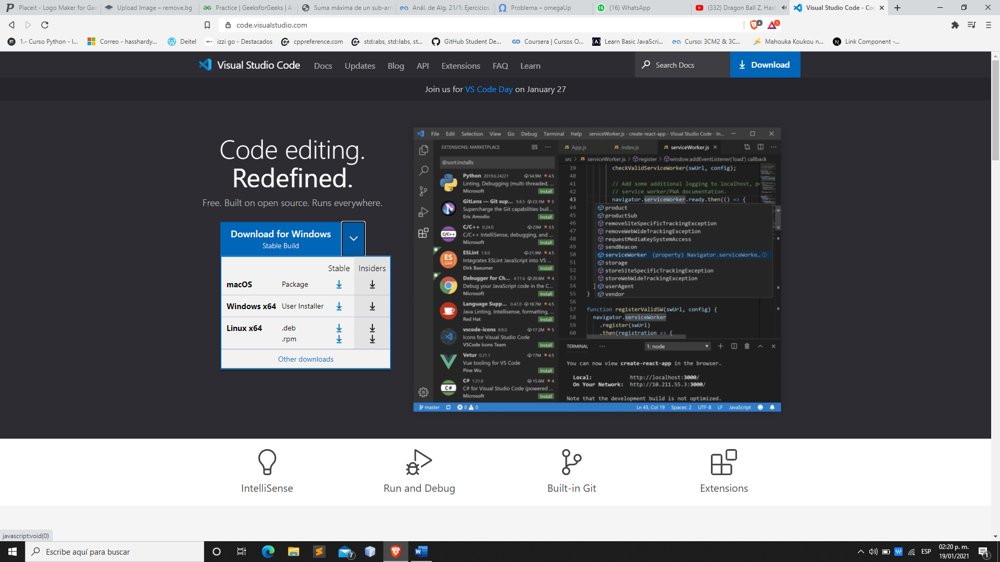 Placeit - Logo Maker for Gam
Upload Image – remove.bg
Practice | GeeksforGeeks | A
Suma máxima de un sub-arr
Anál. de Alg. 21/1: Ejercicios
Problema – omegaUp
(16) WhatsApp
(332) Dragon Ball Z, Hast
Visual Studio Code - Co
code.visualstudio.com
4
1
1.- Curso Python - l...
Correo - hasshardy...
Deitel
izzi go - Destacados
cppreference.com
std::abs, std::labs, st...
GitHub Student De...
Coursera | Cursos O...
Learn Basic JavaScri...
Curso: 3CM2 & 3C...
Mahouka Koukou n...
Link Component -...
Visual Studio Code
Docs
Updates
Blog
API
Extensions
FAQ
Learn
Search Docs
Download
Join us for VS Code Day on January 27
Code editing.
Redefined.
Free. Built on open source. Runs everywhere.
Download for Windows
Stable Build
Stable Insiders
macOS Package
Windows x64 User Installer
Linux x64 .deb
.rpm
Other downloads
File Edit Selection View Go Debug Terminal Help serviceWorker.js - create-react-app - Visual Studio Code - In...
EXTENSIONS: MARKETPLACE
@sort:installs
Python 2019.6.24221 54.9M 4.5
Linting, Debugging (multi-threaded, ...
Microsoft Install
GitLens — Git sup... 9.8.5 23.1M 5
Supercharge the Git capabilities buil...
Eric Amodio Install
C/C++ 0.24.0 23M 3.5
C/C++ IntelliSense, debugging, and ...
Microsoft Install
ESLint 1.9.0 21.9M 4.5
Integrates ESLint JavaScript into VS ...
Dirk Baeumer Install
Debugger for Ch... 4.11.6 20.6M 4
Debug your JavaScript code in the C...
Microsoft Install
Language Supp... 0.47.0 18.7M 4.5
Java Linting, Intellisense, formatting, ...
Red Hat Install
vscode-icons 8.8.0 17.2M 5
Icons for Visual Studio Code
VSCode Icons Team Install
Vetur 0.21.1 17M 4.5
Vue tooling for VS Code
Pine Wu Install
C# 1.21.0 15.6M 4
C# for Visual Studio Code (powered ...
Microsoft Install
JS App.js JS index.js JS serviceWorker.js
src > JS serviceWorker.js > register > window.addEventListener('load') callback
39 checkValidServiceWorker(swUrl, config);
40
41 // Add some additional logging to localhost, po
42 // service worker/PWA documentation.
43 navigator.serviceWorker.ready.then(() => {
44 product
45 productSub
46 removeSiteSpecificTrackingException
47 removeWebWideTrackingException
48 requestMediaKeySystemAccess
49 sendBeacon
50 serviceWorker (property) Navigator.serviceWorke...
51 storage
52 storeSiteSpecificTrackingException
53 storeWebWideTrackingException
54 } userAgent
55 } vendor
56
57 function registerValidSW(swUrl, config) {
58 navigator.serviceWorker
59 .register(swUrl)
60 .then(registration => {
TERMINAL ... 1: node
You can now view create-react-app in the browser.
Local: http://localhost:3000/
On Your Network: http://10.211.55.3:3000/
Note that the development build is not optimized.
master 0 0 Ln 43, Col 19 Spaces: 2 UTF-8 LF JavaScript
IntelliSense
Run and Debug
Built-in Git
Extensions
javascript:void(0)
Escribe aquí para buscar
7
ESP
02:20 p. m.
19/01/2021
1